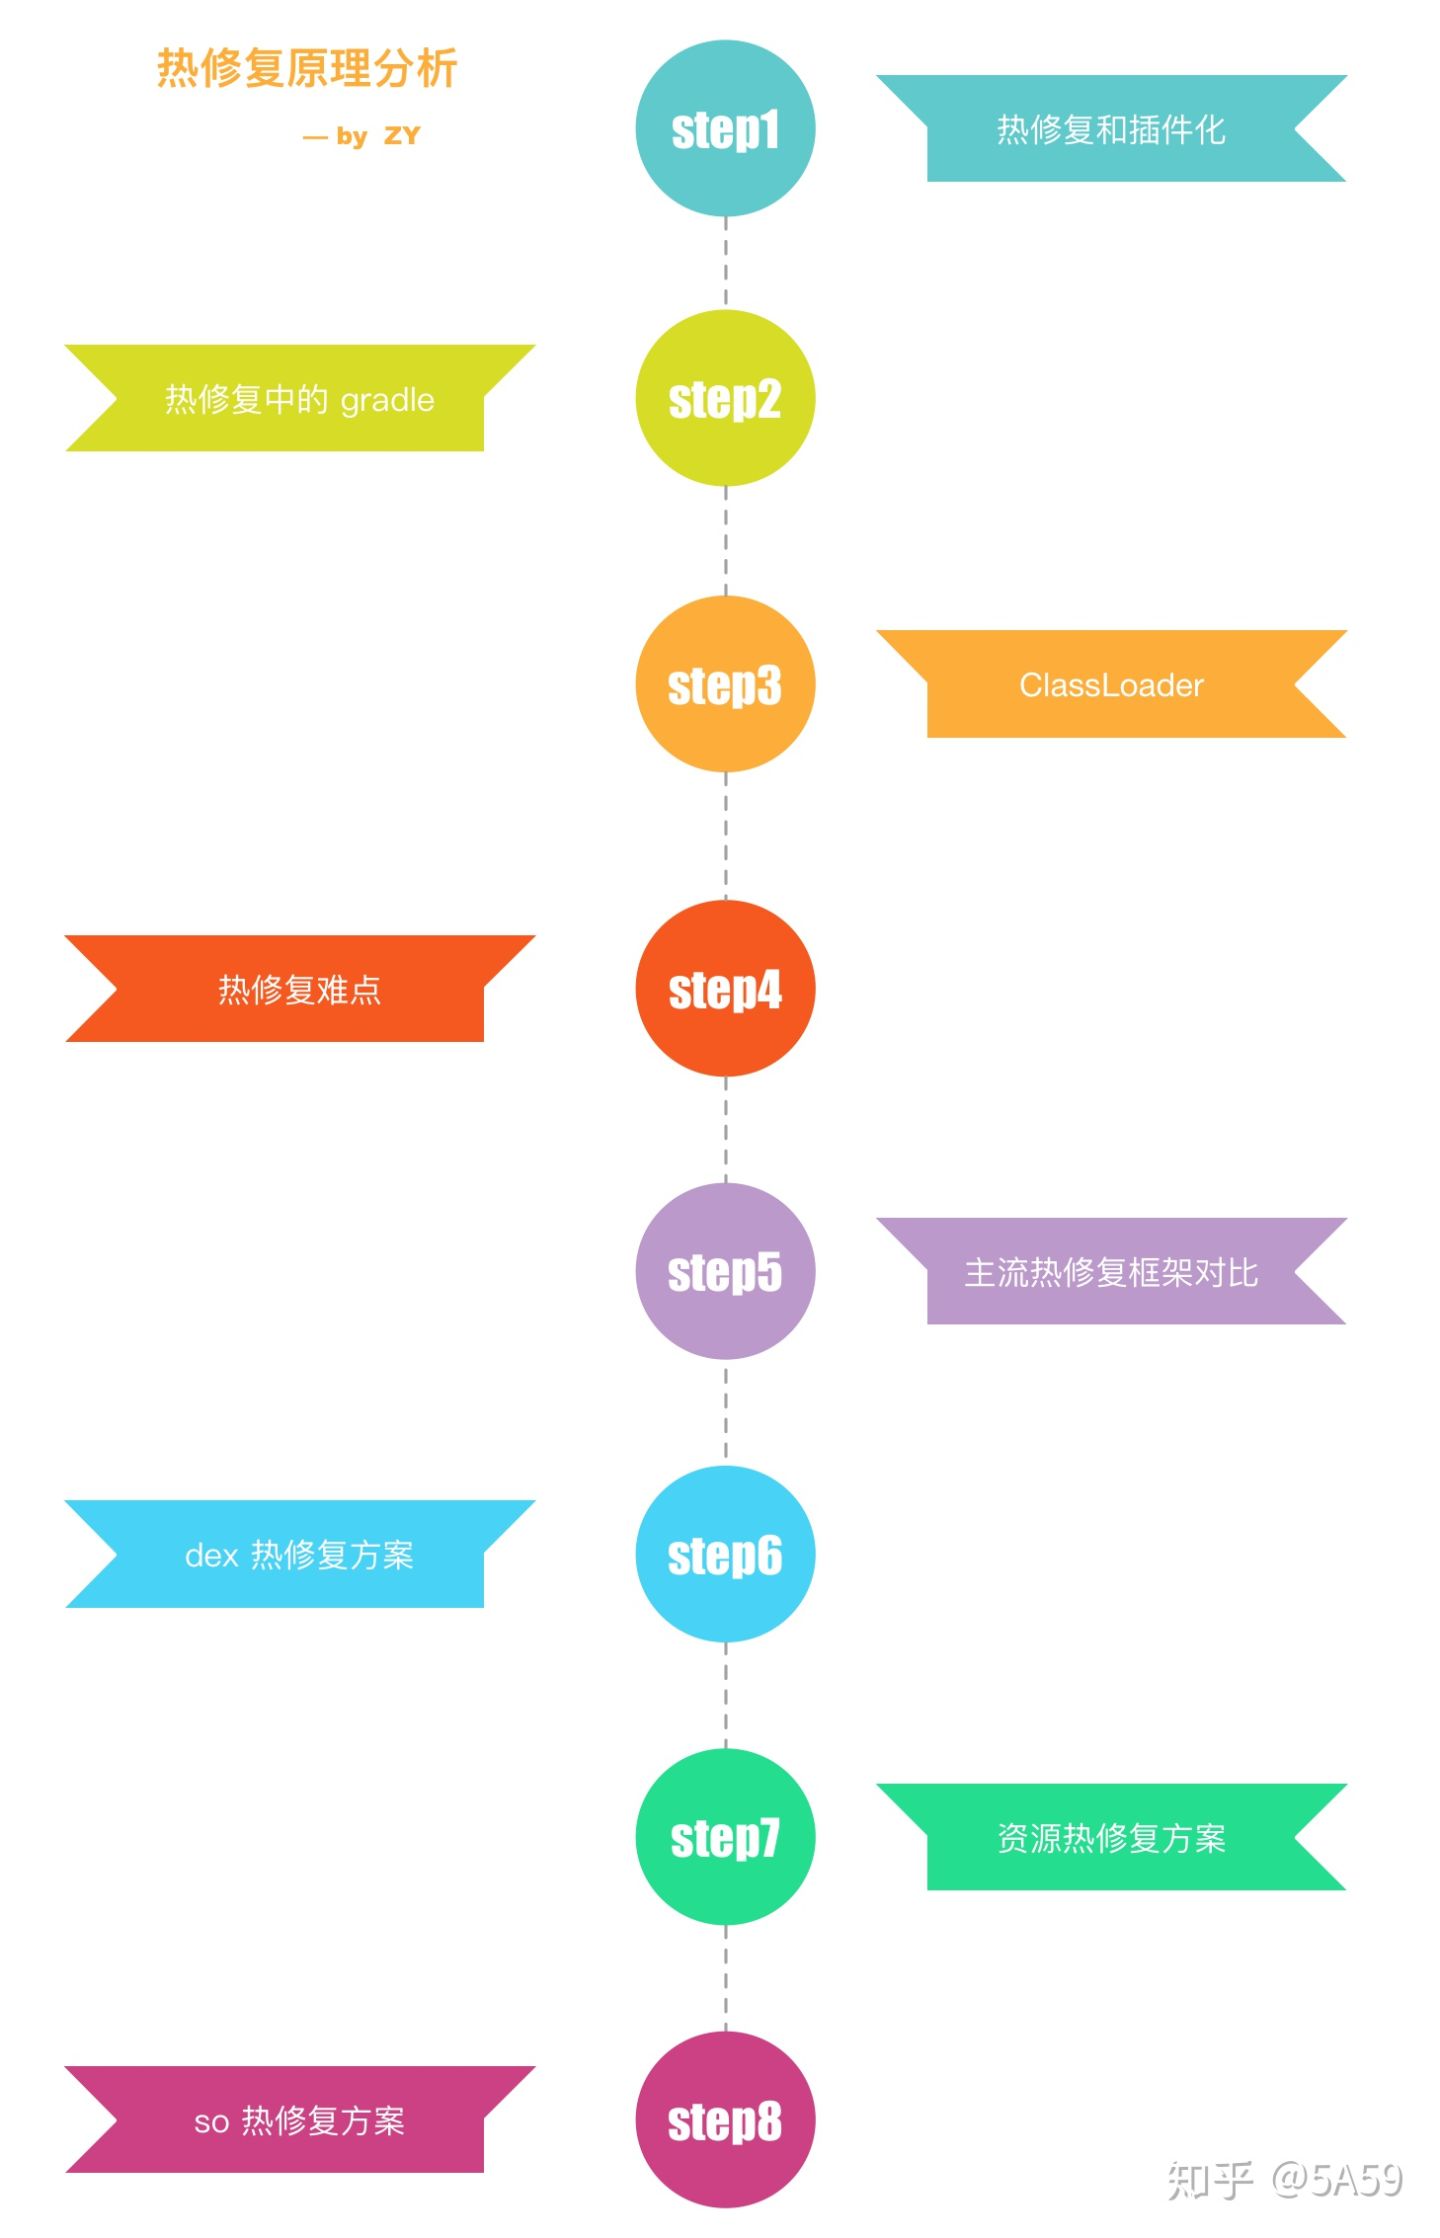 热修复原理分析
— by ZY
step1
热修复和插件化
step2
热修复中的 gradle
step3
ClassLoader
step4
热修复难点
step5
主流热修复框架对比
step6
dex 热修复方案
step7
资源热修复方案
step8
so 热修复方案
知乎 @5A59